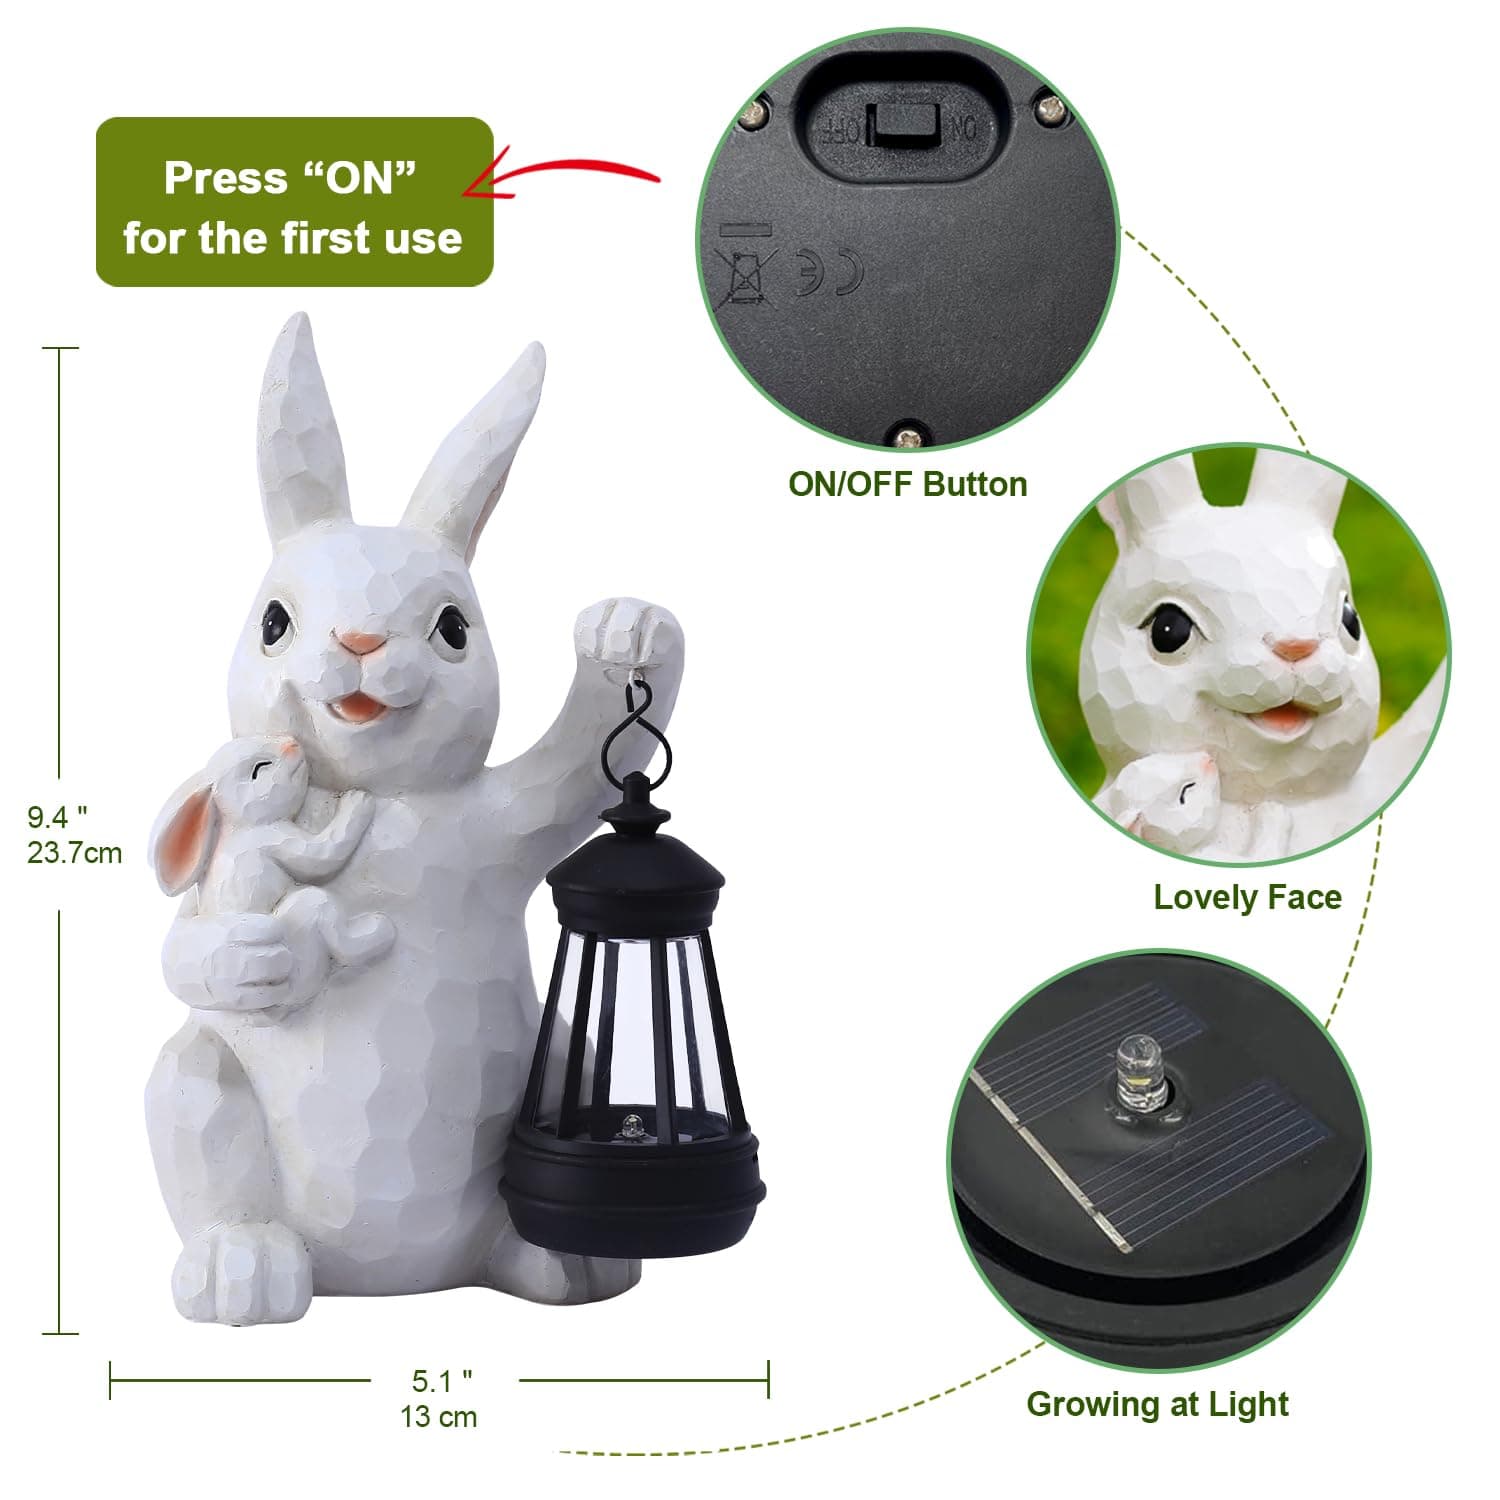 Press “ON”
for the first use
OFF ON
CE
ON/OFF Button
Lovely Face
9.4 "
23.7cm
5.1 "
13 cm
Growing at Light